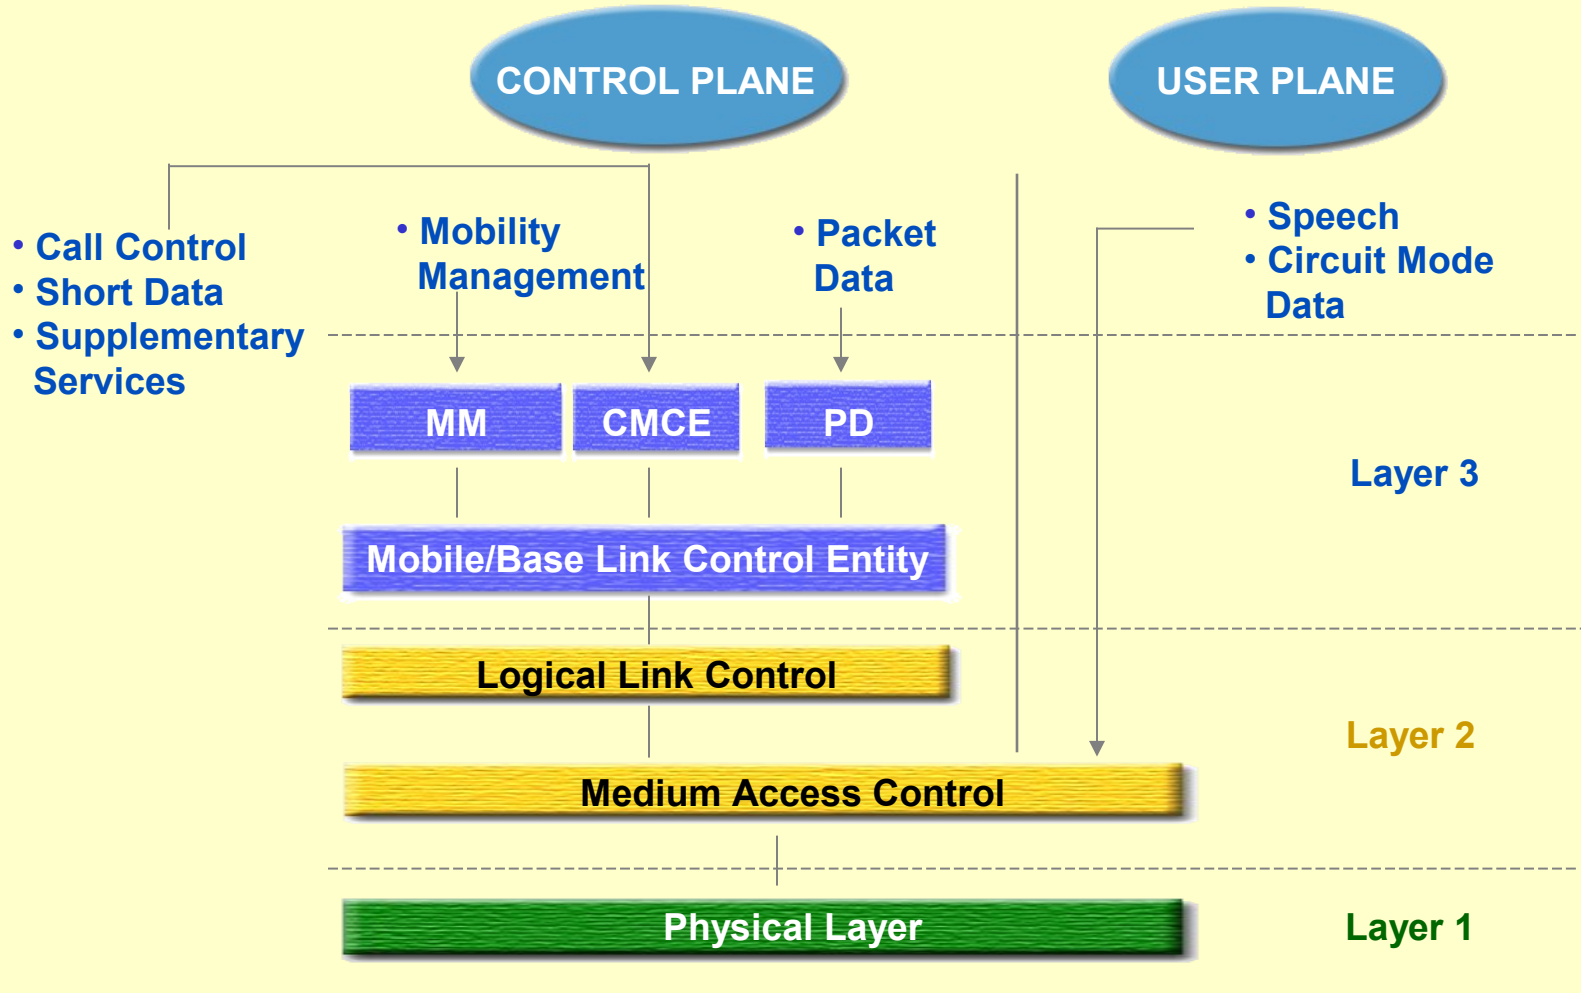 CONTROL PLANE
USER PLANE
• Call Control
• Short Data
• Supplementary
Services
• Mobility
Management
• Packet
Data
• Speech
• Circuit Mode
Data
MM
CMCE
PD
Layer 3
Mobile/Base Link Control Entity
Logical Link Control
Layer 2
Medium Access Control
Physical Layer
Layer 1